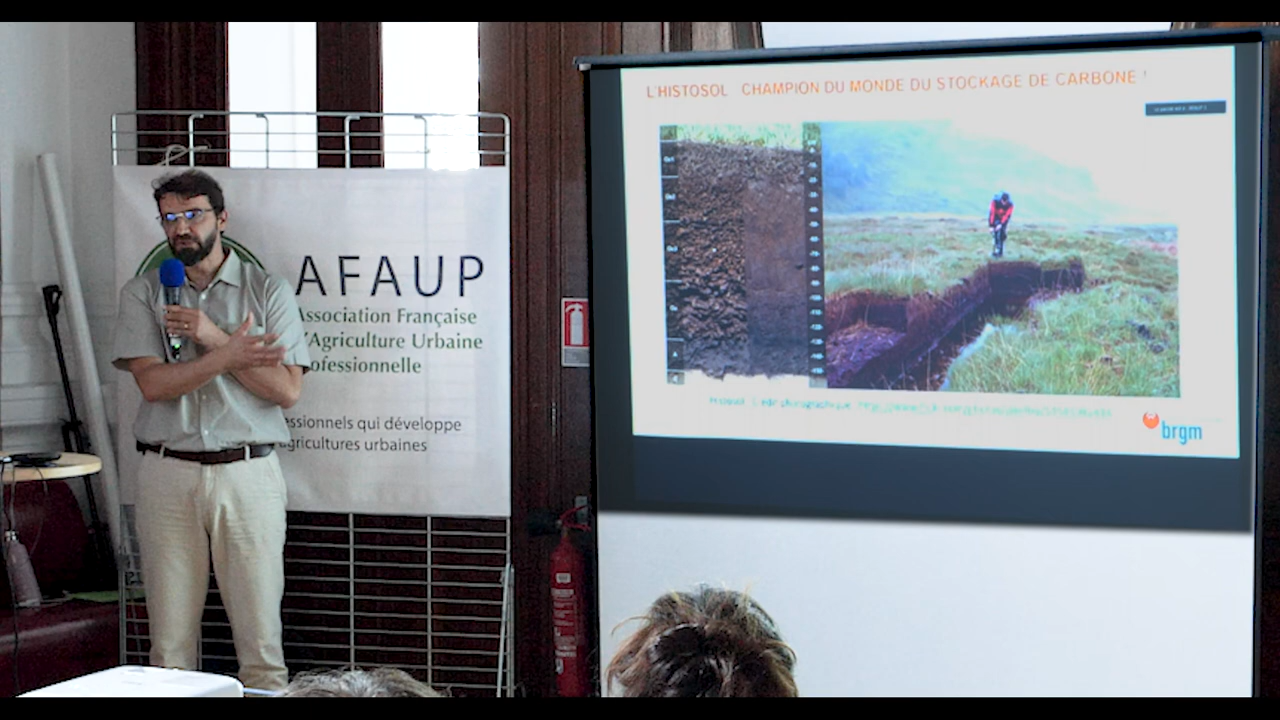 AFAUP
Association Française
'Agriculture Urbaine
ofessionnelle
essionnels qui développe
agricultures urbaines
L'HISTOSOL CHAMPION DU MONDE DU STOCKAGE DE CARBONE !
brgm